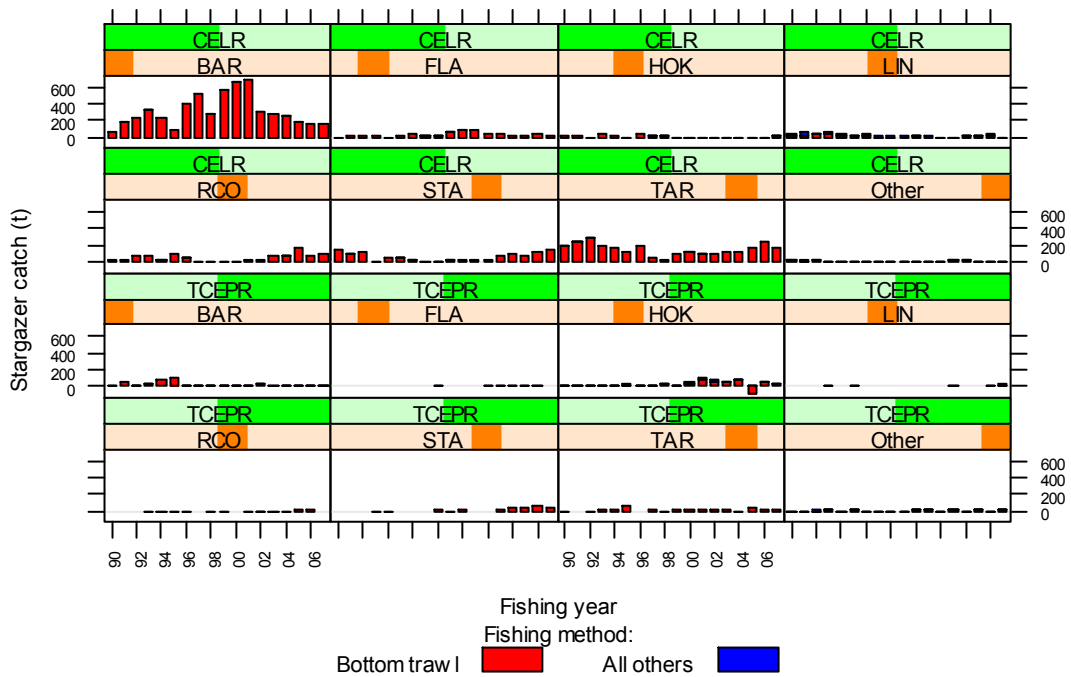 CELR CELR CELR CELR
BAR FLA HOK LIN
600
400
200
0
CELR CELR CELR CELR
RCO STA TAR Other
600
400
200
0
TCEPR TCEPR TCEPR TCEPR
BAR FLA HOK LIN
600
400
200
0
TCEPR TCEPR TCEPR TCEPR
RCO STA TAR Other
600
400
200
0
Stargazer catch (t)
90 92 94 96 98 00 02 04 06 90 92 94 96 98 00 02 04 06
Fishing year
Fishing method:
Bottom trawl All others